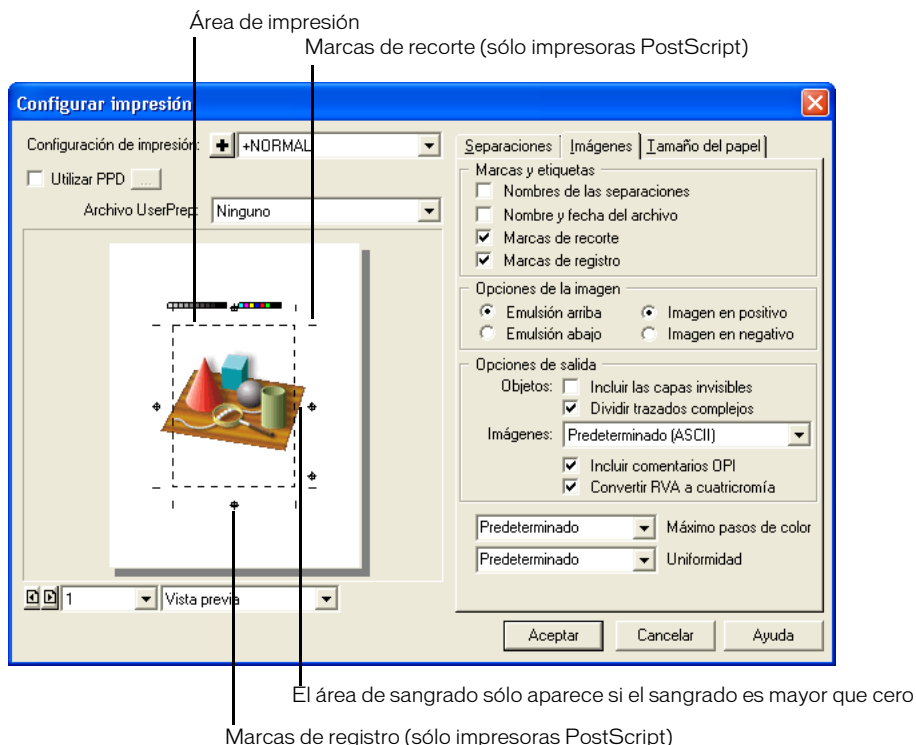 Área de impresión
Marcas de recorte (sólo impresoras PostScript)
Configurar impresión
Configuración de impresión: +NORMAL
Utilizar PPD ...
Archivo UserPrep: Ninguno
1 Vista previa
Separaciones Imágenes Tamaño del papel
Marcas y etiquetas
Nombres de las separaciones
Nombre y fecha del archivo
Marcas de recorte
Marcas de registro
Opciones de la imagen
Emulsión arriba Imagen en positivo
Emulsión abajo Imagen en negativo
Opciones de salida
Objetos: Incluir las capas invisibles
Dividir trazados complejos
Imágenes: Predeterminado (ASCII)
Incluir comentarios OPI
Convertir RVA a cuatricromía
Predeterminado Máximo pasos de color
Predeterminado Uniformidad
Aceptar Cancelar Ayuda
El área de sangrado sólo aparece si el sangrado es mayor que cero
Marcas de registro (sólo impresoras PostScript)